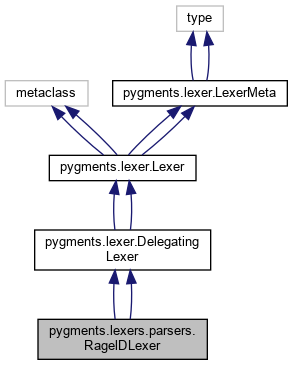 type
metaclass
pygments.lexer.LexerMeta
pygments.lexer.Lexer
pygments.lexer.Delegating
Lexer
pygments.lexers.parsers.
RagelDLexer